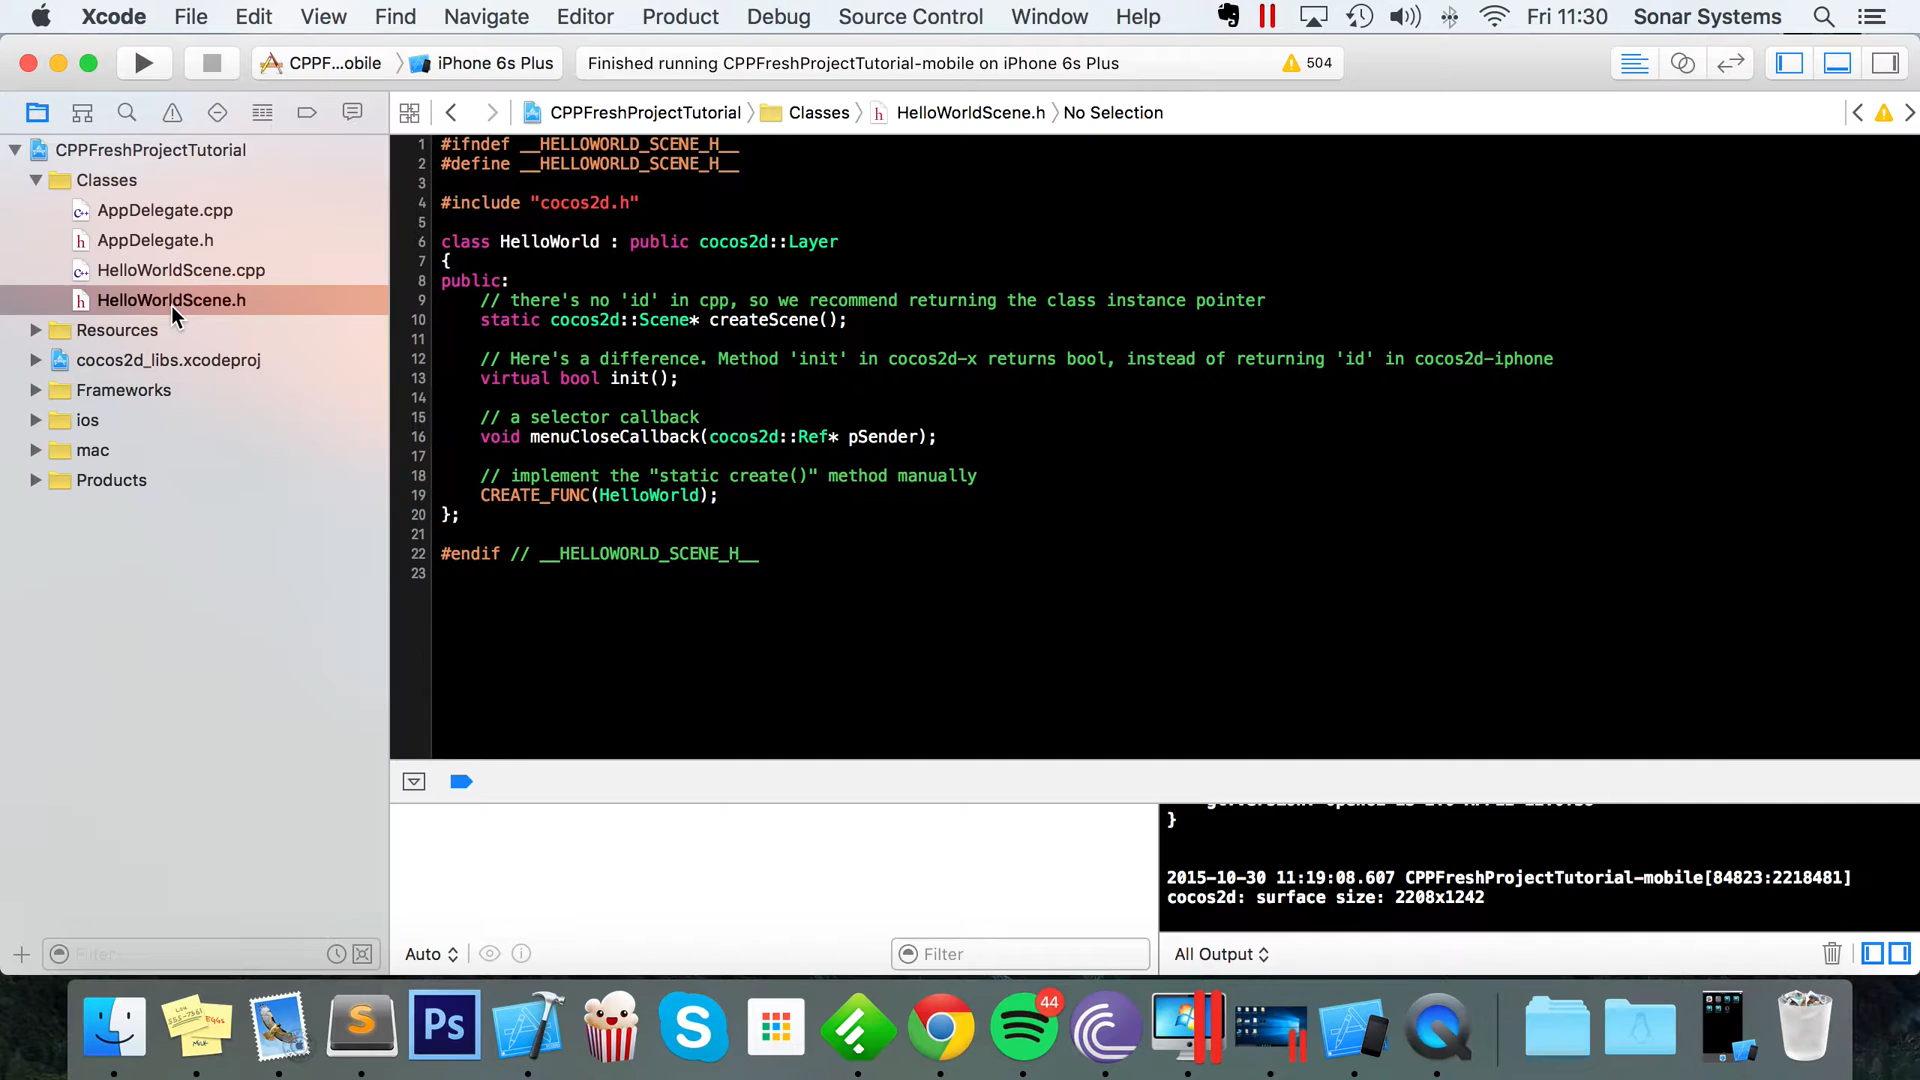 Xcode File Edit View Find Navigate Editor Product Debug Source Control Window Help Fri 11:30 Sonar Systems
CPPF...obile iPhone 6s Plus Finished running CPPFreshProjectTutorial-mobile on iPhone 6s Plus 504
CPPFreshProjectTutorial Classes HelloWorldScene.h No Selection
CPPFreshProjectTutorial
Classes
AppDelegate.cpp
AppDelegate.h
HelloWorldScene.cpp
HelloWorldScene.h
Resources
cocos2d_libs.xcodeproj
Frameworks
ios
mac
Products
1 #ifndef __HELLOWORLD_SCENE_H__
2 #define __HELLOWORLD_SCENE_H__
3
4 #include "cocos2d.h"
5
6 class HelloWorld : public cocos2d::Layer
7 {
8 public:
9 // there's no 'id' in cpp, so we recommend returning the class instance pointer
10 static cocos2d::Scene* createScene();
11
12 // Here's a difference. Method 'init' in cocos2d-x returns bool, instead of returning 'id' in cocos2d-iphone
13 virtual bool init();
14
15 // a selector callback
16 void menuCloseCallback(cocos2d::Ref* pSender);
17
18 // implement the "static create()" method manually
19 CREATE_FUNC(HelloWorld);
20 };
21
22 #endif // __HELLOWORLD_SCENE_H__
23
}
2015-10-30 11:19:08.607 CPPFreshProjectTutorial-mobile[84823:2218481]
cocos2d: surface size: 2208x1242
Filter
Auto
Filter
All Output
44
Ps